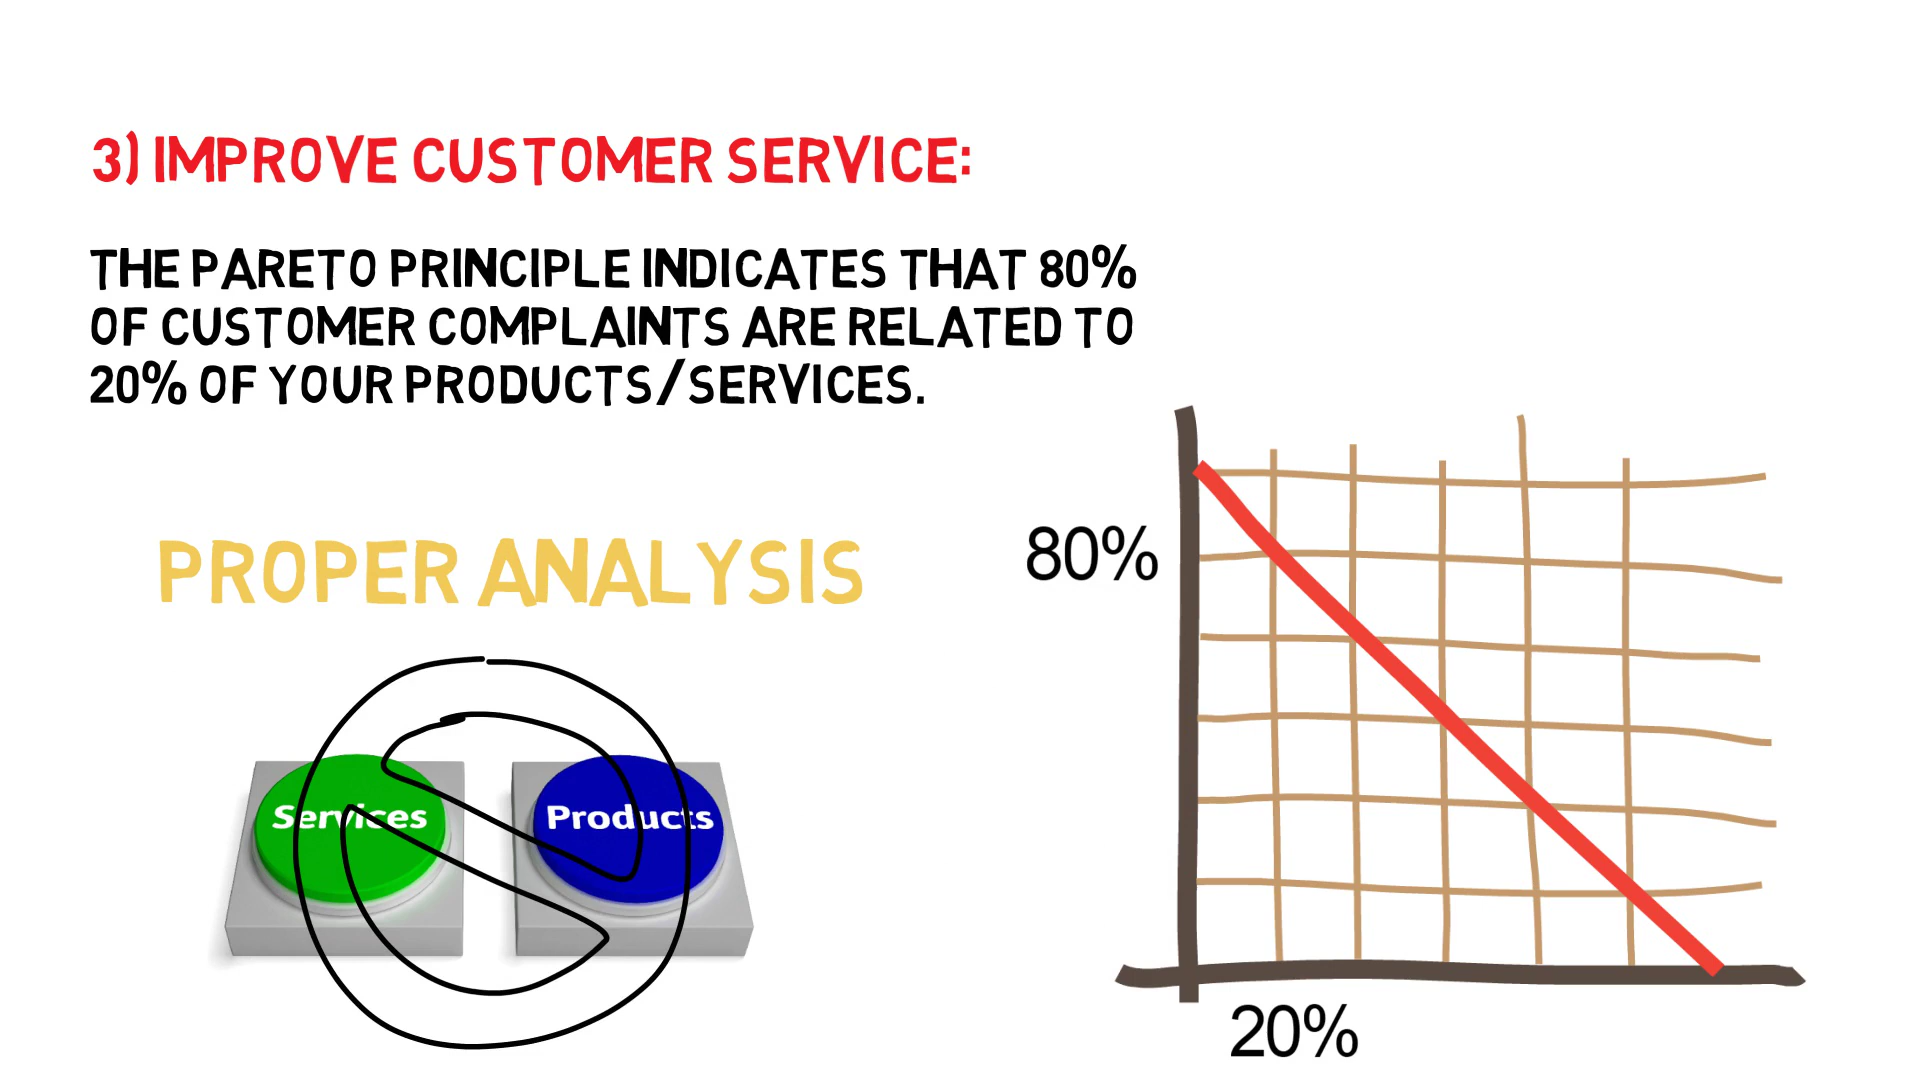 3) IMPROVE CUSTOMER SERVICE:
THE PARETO PRINCIPLE INDICATES THAT 80%
OF CUSTOMER COMPLAINTS ARE RELATED TO
20% OF YOUR PRODUCTS/SERVICES.
PROPER ANALYSIS
Services
Products
80%
20%